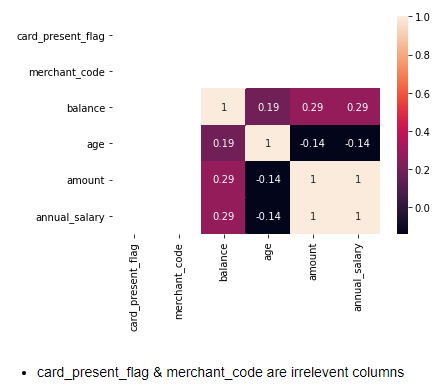 card_present_flag
merchant_code
balance
age
amount
annual_salary
1 0.19 0.29 0.29
0.19 1 -0.14 -0.14
0.29 -0.14 1 1
0.29 -0.14 1 1
card_present_flag
merchant_code
balance
age
amount
annual_salary
1.0
0.8
0.6
0.4
0.2
0.0
• card_present_flag & merchant_code are irrelevent columns